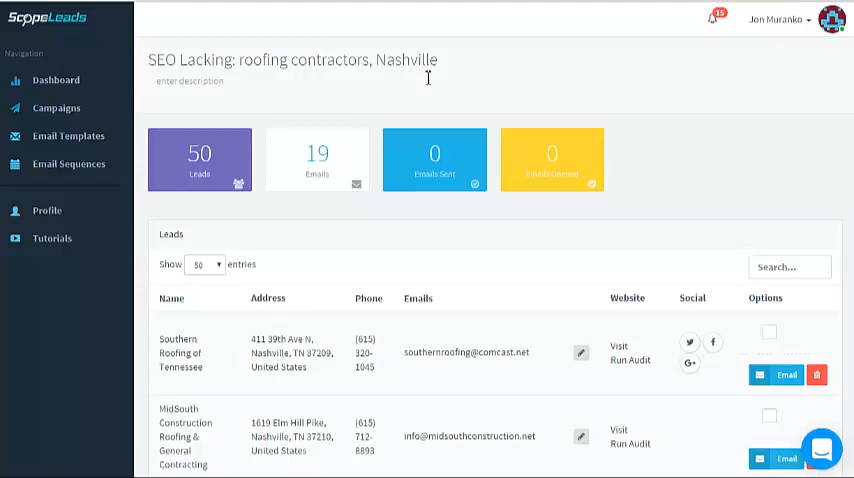 ScopeLeads
15
Jon Muranko
Navigation
Dashboard
Campaigns
Email Templates
Email Sequences
Profile
Tutorials
SEO Lacking: roofing contractors, Nashville
enter description
50
Leads
19
Emails
0
Emails Sent
0
Emails Opened
Leads
Show 50 entries
Search...
Name Address Phone Emails Website Social Options
Southern
Roofing of
Tennessee
411 39th Ave N,
Nashville, TN 37209,
United States
(615)
320-
1045
southernroofing@comcast.net
Visit
Run Audit
G+
Email
MidSouth
Construction
Roofing &
General
Contracting
1619 Elm Hill Pike,
Nashville, TN 37210,
United States
(615)
712-
8893
info@midsouthconstruction.net
Visit
Run Audit
Email